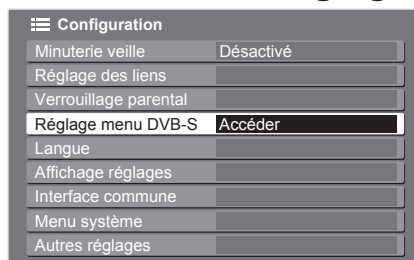 Configuration
Minuterie veille Désactivé
Réglage des liens
Verrouillage parental
Réglage menu DVB-S Accéder
Langue
Affichage réglages
Interface commune
Menu système
Autres réglages